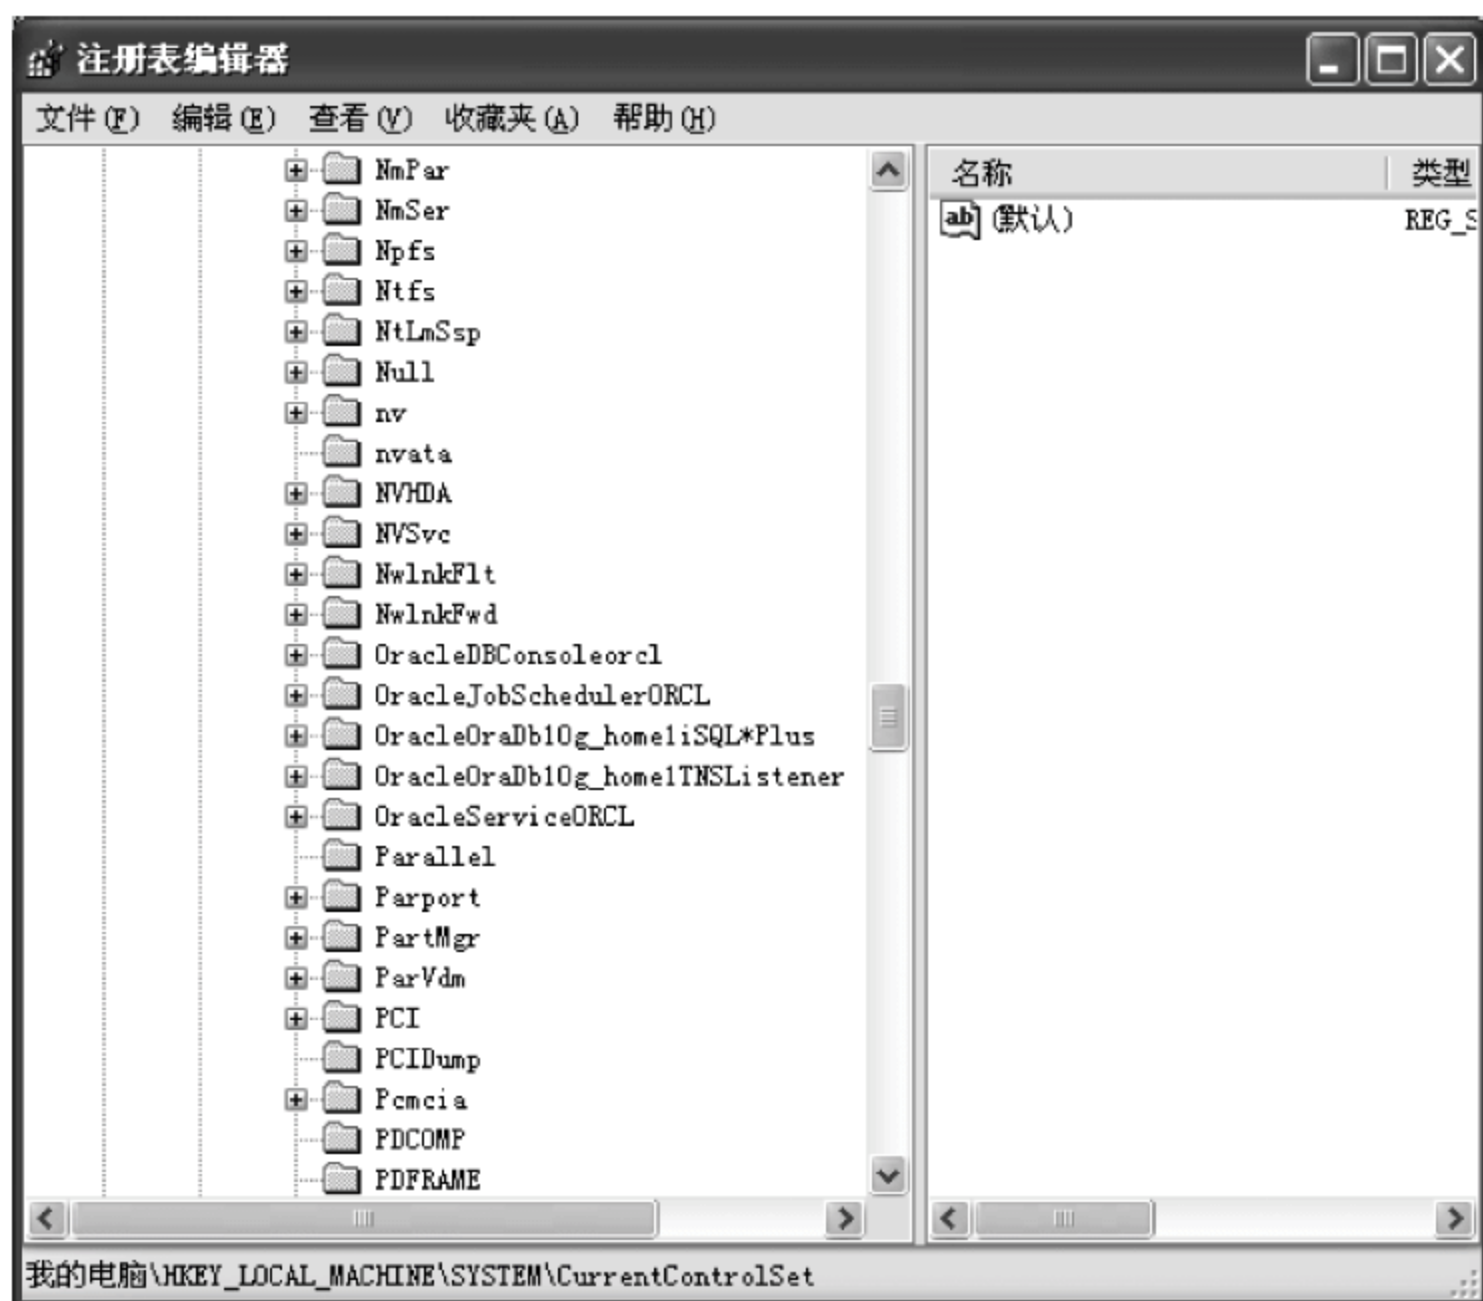 注册表编辑器
文件(F) 编辑(E) 查看(V) 收藏夹(A) 帮助(H)
NmPar
NmSer
Npfs
Ntfs
NtLmSsp
Null
nv
nvata
NVHDA
NVSvc
NwlnkFlt
NwlnkFwd
OracleDBConsoleorcl
OracleJobSchedulerORCL
OracleOraDb10g_home1iSQL*Plus
OracleOraDb10g_home1TNSListener
OracleServiceORCL
Parallel
Parport
PartMgr
ParVdm
PCI
PCIDump
Pcmcia
PDCOMP
PDFRAME
名称 类型
ab (默认) REG_S
我的电脑\HKEY_LOCAL_MACHINE\SYSTEM\CurrentControlSet